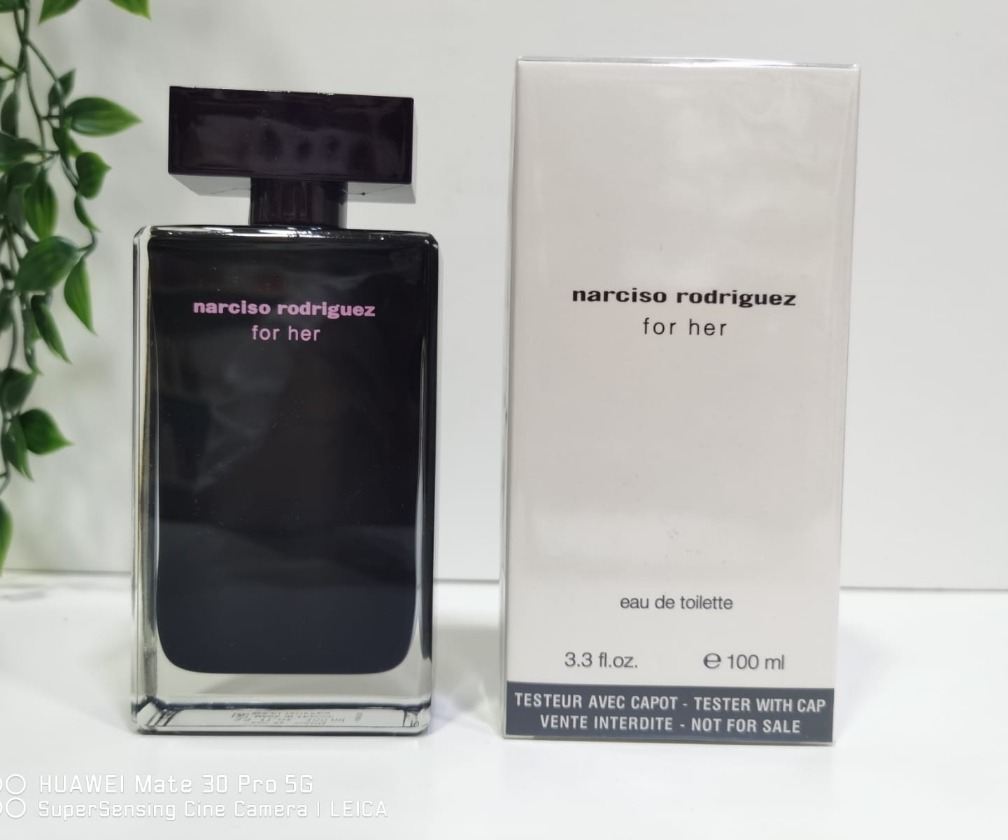 narciso rodriguez
for her
narciso rodriguez
for her
eau de toilette
3.3 fl.oz. ℮ 100 ml
TESTEUR AVEC CAPOT - TESTER WITH CAP
VENTE INTERDITE - NOT FOR SALE
HUAWEI Mate 30 Pro 5G
SuperSensing Cine Camera | LEICA